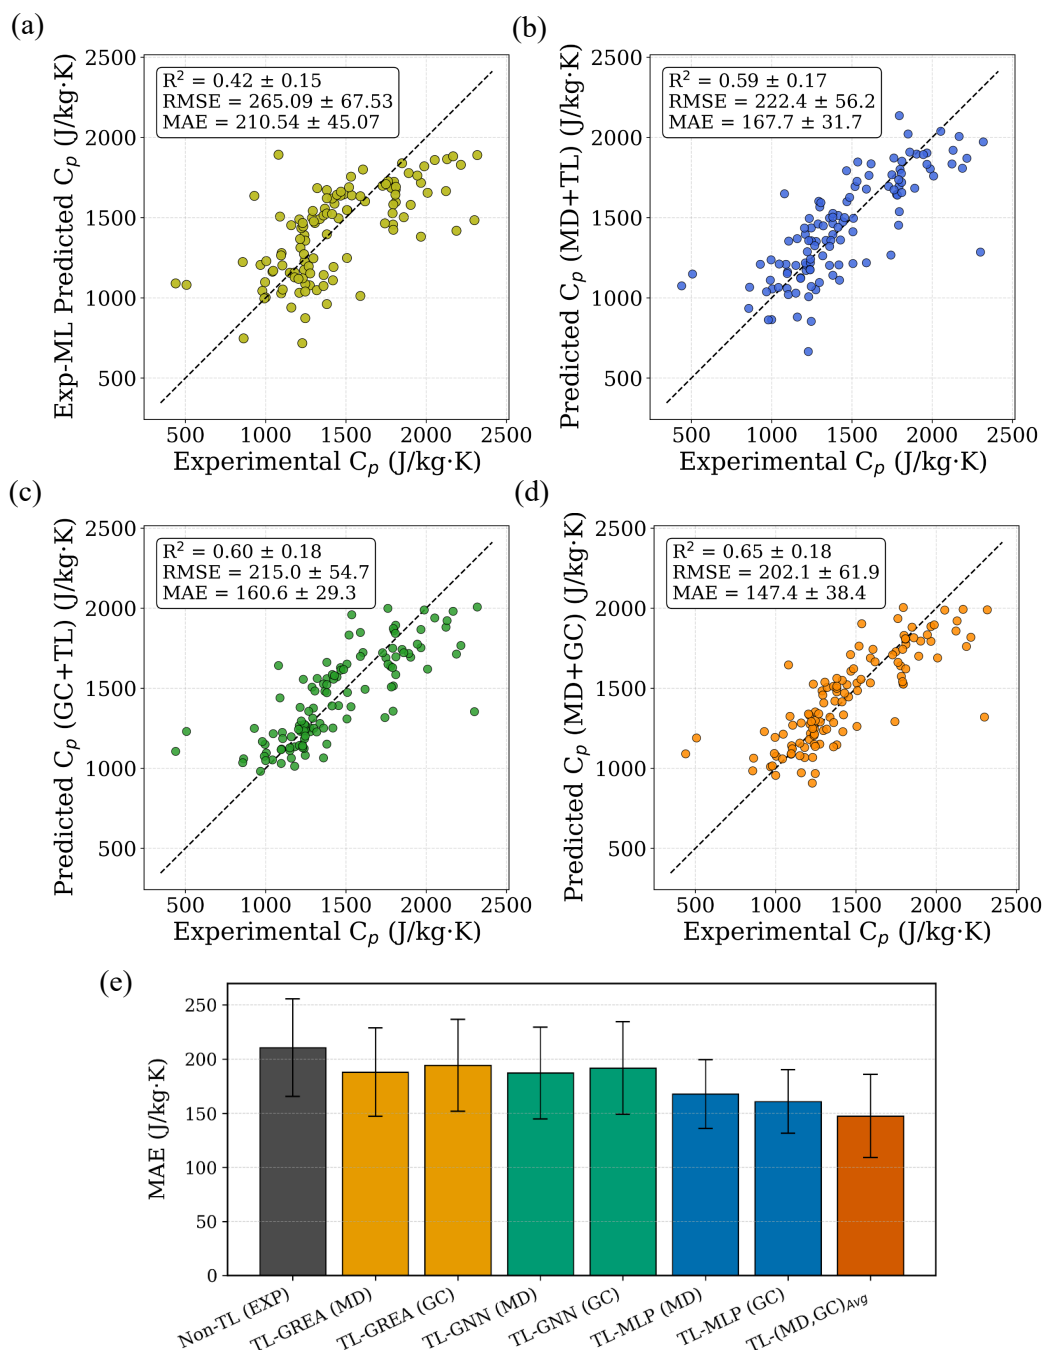 (a)
2500
2000
1500
1000
500
Exp-ML Predicted Cp (J/kg·K)
R² = 0.42 ± 0.15
RMSE = 265.09 ± 67.53
MAE = 210.54 ± 45.07
500 1000 1500 2000 2500
Experimental Cp (J/kg·K)
(b)
2500
2000
1500
1000
500
Predicted Cp (MD+TL) (J/kg·K)
R² = 0.59 ± 0.17
RMSE = 222.4 ± 56.2
MAE = 167.7 ± 31.7
500 1000 1500 2000 2500
Experimental Cp (J/kg·K)
(c)
2500
2000
1500
1000
500
Predicted Cp (GC+TL) (J/kg·K)
R² = 0.60 ± 0.18
RMSE = 215.0 ± 54.7
MAE = 160.6 ± 29.3
500 1000 1500 2000 2500
Experimental Cp (J/kg·K)
(d)
2500
2000
1500
1000
500
Predicted Cp (MD+GC) (J/kg·K)
R² = 0.65 ± 0.18
RMSE = 202.1 ± 61.9
MAE = 147.4 ± 38.4
500 1000 1500 2000 2500
Experimental Cp (J/kg·K)
(e)
250
200
150
100
50
0
MAE (J/kg·K)
Non-TL (EXP)
TL-GREA (MD)
TL-GREA (GC)
TL-GNN (MD)
TL-GNN (GC)
TL-MLP (MD)
TL-MLP (GC)
TL-(MD,GC)Avg